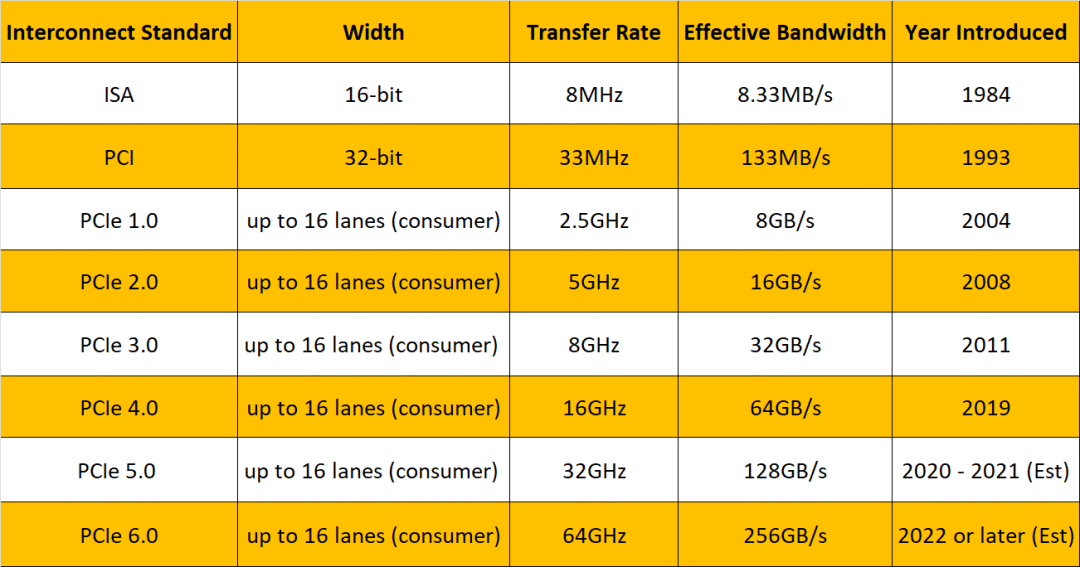 Interconnect Standard Width Transfer Rate Effective Bandwidth Year Introduced
ISA 16-bit 8MHz 8.33MB/s 1984
PCI 32-bit 33MHz 133MB/s 1993
PCIe 1.0 up to 16 lanes (consumer) 2.5GHz 8GB/s 2004
PCIe 2.0 up to 16 lanes (consumer) 5GHz 16GB/s 2008
PCIe 3.0 up to 16 lanes (consumer) 8GHz 32GB/s 2011
PCIe 4.0 up to 16 lanes (consumer) 16GHz 64GB/s 2019
PCIe 5.0 up to 16 lanes (consumer) 32GHz 128GB/s 2020 - 2021 (Est)
PCIe 6.0 up to 16 lanes (consumer) 64GHz 256GB/s 2022 or later (Est)